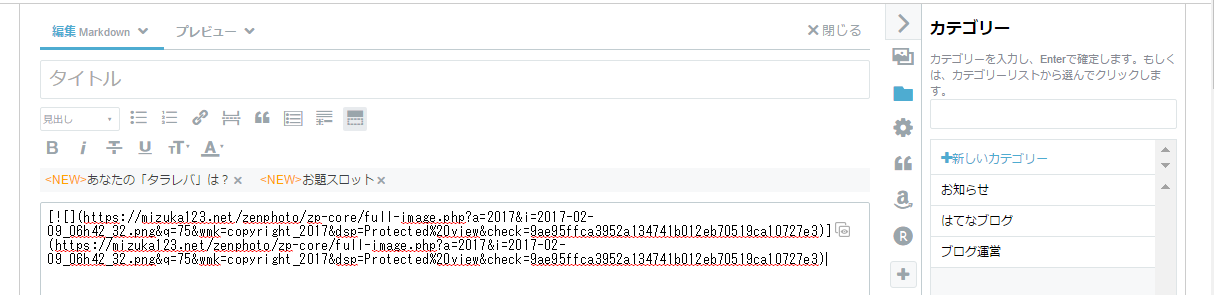 編集 Markdown
プレビュー
×閉じる
タイトル
見出し
B i T U тT A
<NEW>あなたの「タラレバ」は？× <NEW>お題スロット×
[![](https://mizuka123.net/zenphoto/zp-core/full-image.php?a=2017&i=2017-02-
09_06h42_32.png&q=75&wmk=copyright_2017&dsp=Protected%20view&check=9ae95ffca3952a134741b012eb70519ca10727e3)]
(https://mizuka123.net/zenphoto/zp-core/full-image.php?a=2017&i=2017-02-
09_06h42_32.png&q=75&wmk=copyright_2017&dsp=Protected%20view&check=9ae95ffca3952a134741b012eb70519ca10727e3)
a
R
カテゴリー
カテゴリーを入力し、Enterで確定します。もしく
は、カテゴリーリストから選んでクリックしま
す。
+新しいカテゴリー
お知らせ
はてなブログ
ブログ運営